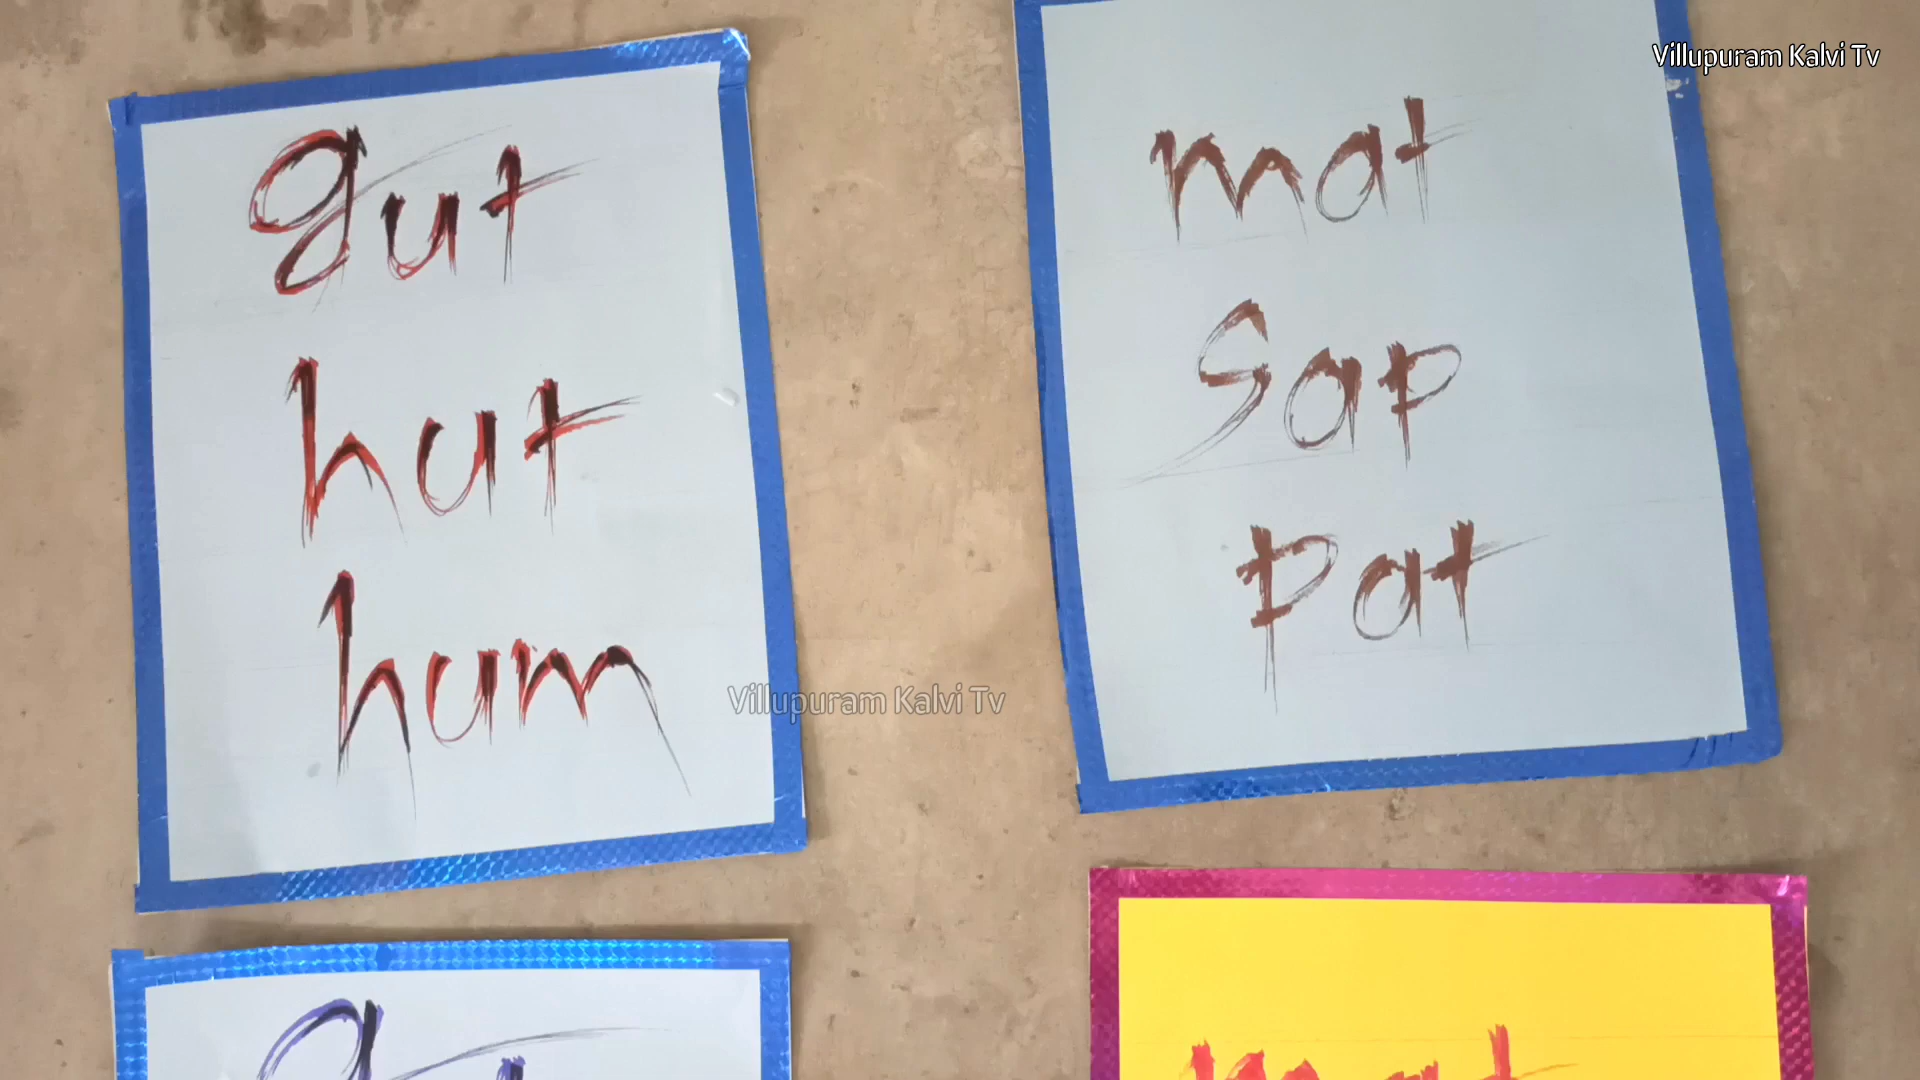 Villupuram Kalvi Tv
gut
hut
hum
mat
sap
pat
Villupuram Kalvi Tv